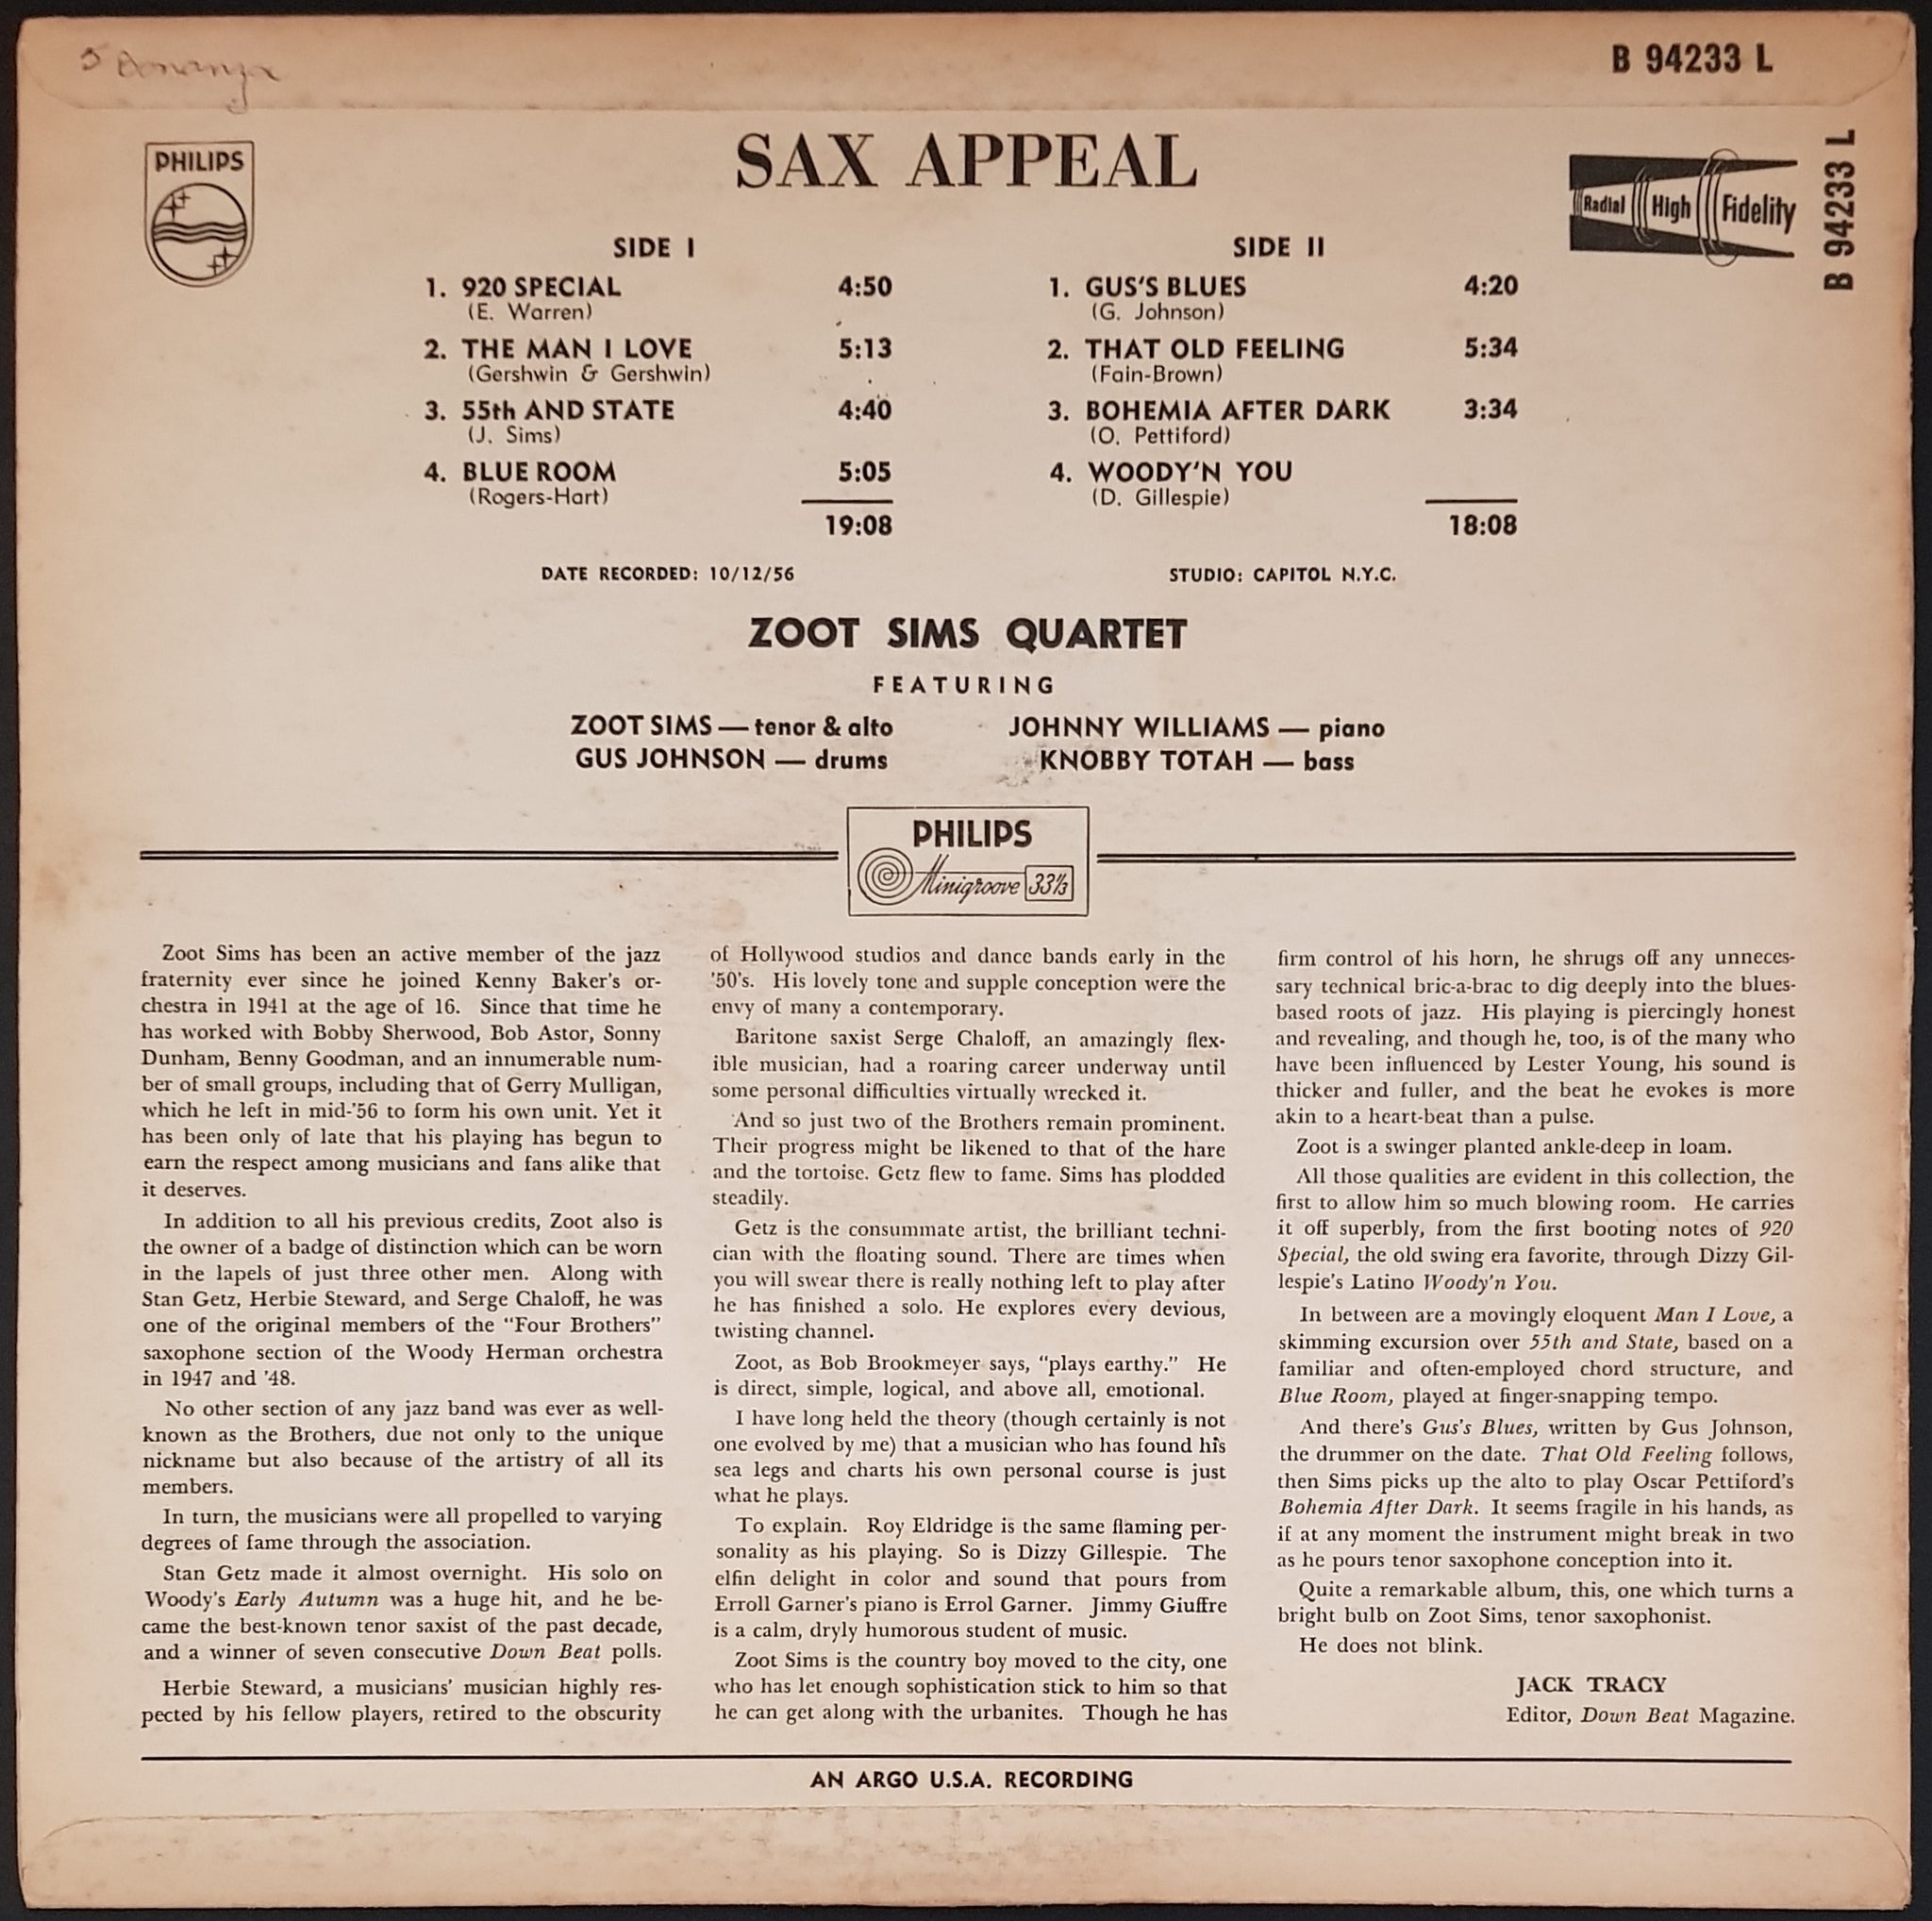 B 94233 L
PHILIPS
SAX APPEAL
Radial High Fidelity
B 94233 L
SIDE I
1. 920 SPECIAL 4:50
(E. Warren)
2. THE MAN I LOVE 5:13
(Gershwin & Gershwin)
3. 55th AND STATE 4:40
(J. Sims)
4. BLUE ROOM 5:05
(Rogers-Hart)
19:08
SIDE II
1. GUS'S BLUES 4:20
(G. Johnson)
2. THAT OLD FEELING 5:34
(Fain-Brown)
3. BOHEMIA AFTER DARK 3:34
(O. Pettiford)
4. WOODY'N YOU
(D. Gillespie)
18:08
DATE RECORDED: 10/12/56
STUDIO: CAPITOL N.Y.C.
ZOOT SIMS QUARTET
FEATURING
ZOOT SIMS — tenor & alto
JOHNNY WILLIAMS — piano
GUS JOHNSON — drums
KNOBBY TOTAH — bass
PHILIPS
Minigroove 33⅓
Zoot Sims has been an active member of the jazz
fraternity ever since he joined Kenny Baker's or-
chestra in 1941 at the age of 16. Since that time he
has worked with Bobby Sherwood, Bob Astor, Sonny
Dunham, Benny Goodman, and an innumerable num-
ber of small groups, including that of Gerry Mulligan,
which he left in mid-'56 to form his own unit. Yet it
has been only of late that his playing has begun to
earn the respect among musicians and fans alike that
it deserves.
In addition to all his previous credits, Zoot also is
the owner of a badge of distinction which can be worn
in the lapels of just three other men. Along with
Stan Getz, Herbie Steward, and Serge Chaloff, he was
one of the original members of the "Four Brothers"
saxophone section of the Woody Herman orchestra
in 1947 and '48.
No other section of any jazz band was ever as well-
known as the Brothers, due not only to the unique
nickname but also because of the artistry of all its
members.
In turn, the musicians were all propelled to varying
degrees of fame through the association.
Stan Getz made it almost overnight. His solo on
Woody's Early Autumn was a huge hit, and he be-
came the best-known tenor saxist of the past decade,
and a winner of seven consecutive Down Beat polls.
Herbie Steward, a musicians' musician highly res-
pected by his fellow players, retired to the obscurity
of Hollywood studios and dance bands early in the
'50's. His lovely tone and supple conception were the
envy of many a contemporary.
Baritone saxist Serge Chaloff, an amazingly flex-
ible musician, had a roaring career underway until
some personal difficulties virtually wrecked it.
And so just two of the Brothers remain prominent.
Their progress might be likened to that of the hare
and the tortoise. Getz flew to fame. Sims has plodded
steadily.
Getz is the consummate artist, the brilliant techni-
cian with the floating sound. There are times when
you will swear there is really nothing left to play after
he has finished a solo. He explores every devious,
twisting channel.
Zoot, as Bob Brookmeyer says, "plays earthy." He
is direct, simple, logical, and above all, emotional.
I have long held the theory (though certainly is not
one evolved by me) that a musician who has found his
sea legs and charts his own personal course is just
what he plays.
To explain. Roy Eldridge is the same flaming per-
sonality as his playing. So is Dizzy Gillespie. The
elfin delight in color and sound that pours from
Erroll Garner's piano is Errol Garner. Jimmy Giuffre
is a calm, dryly humorous student of music.
Zoot Sims is the country boy moved to the city, one
who has let enough sophistication stick to him so that
he can get along with the urbanites. Though he has
firm control of his horn, he shrugs off any unneces-
sary technical bric-a-brac to dig deeply into the blues-
based roots of jazz. His playing is piercingly honest
and revealing, and though he, too, is of the many who
have been influenced by Lester Young, his sound is
thicker and fuller, and the beat he evokes is more
akin to a heart-beat than a pulse.
Zoot is a swinger planted ankle-deep in loam.
All those qualities are evident in this collection, the
first to allow him so much blowing room. He carries
it off superbly, from the first booting notes of 920
Special, the old swing era favorite, through Dizzy Gil-
lespie's Latino Woody'n You.
In between are a movingly eloquent Man I Love, a
skimming excursion over 55th and State, based on a
familiar and often-employed chord structure, and
Blue Room, played at finger-snapping tempo.
And there's Gus's Blues, written by Gus Johnson,
the drummer on the date. That Old Feeling follows,
then Sims picks up the alto to play Oscar Pettiford's
Bohemia After Dark. It seems fragile in his hands, as
if at any moment the instrument might break in two
as he pours tenor saxophone conception into it.
Quite a remarkable album, this, one which turns a
bright bulb on Zoot Sims, tenor saxophonist.
He does not blink.
JACK TRACY
Editor, Down Beat Magazine.
AN ARGO U.S.A. RECORDING